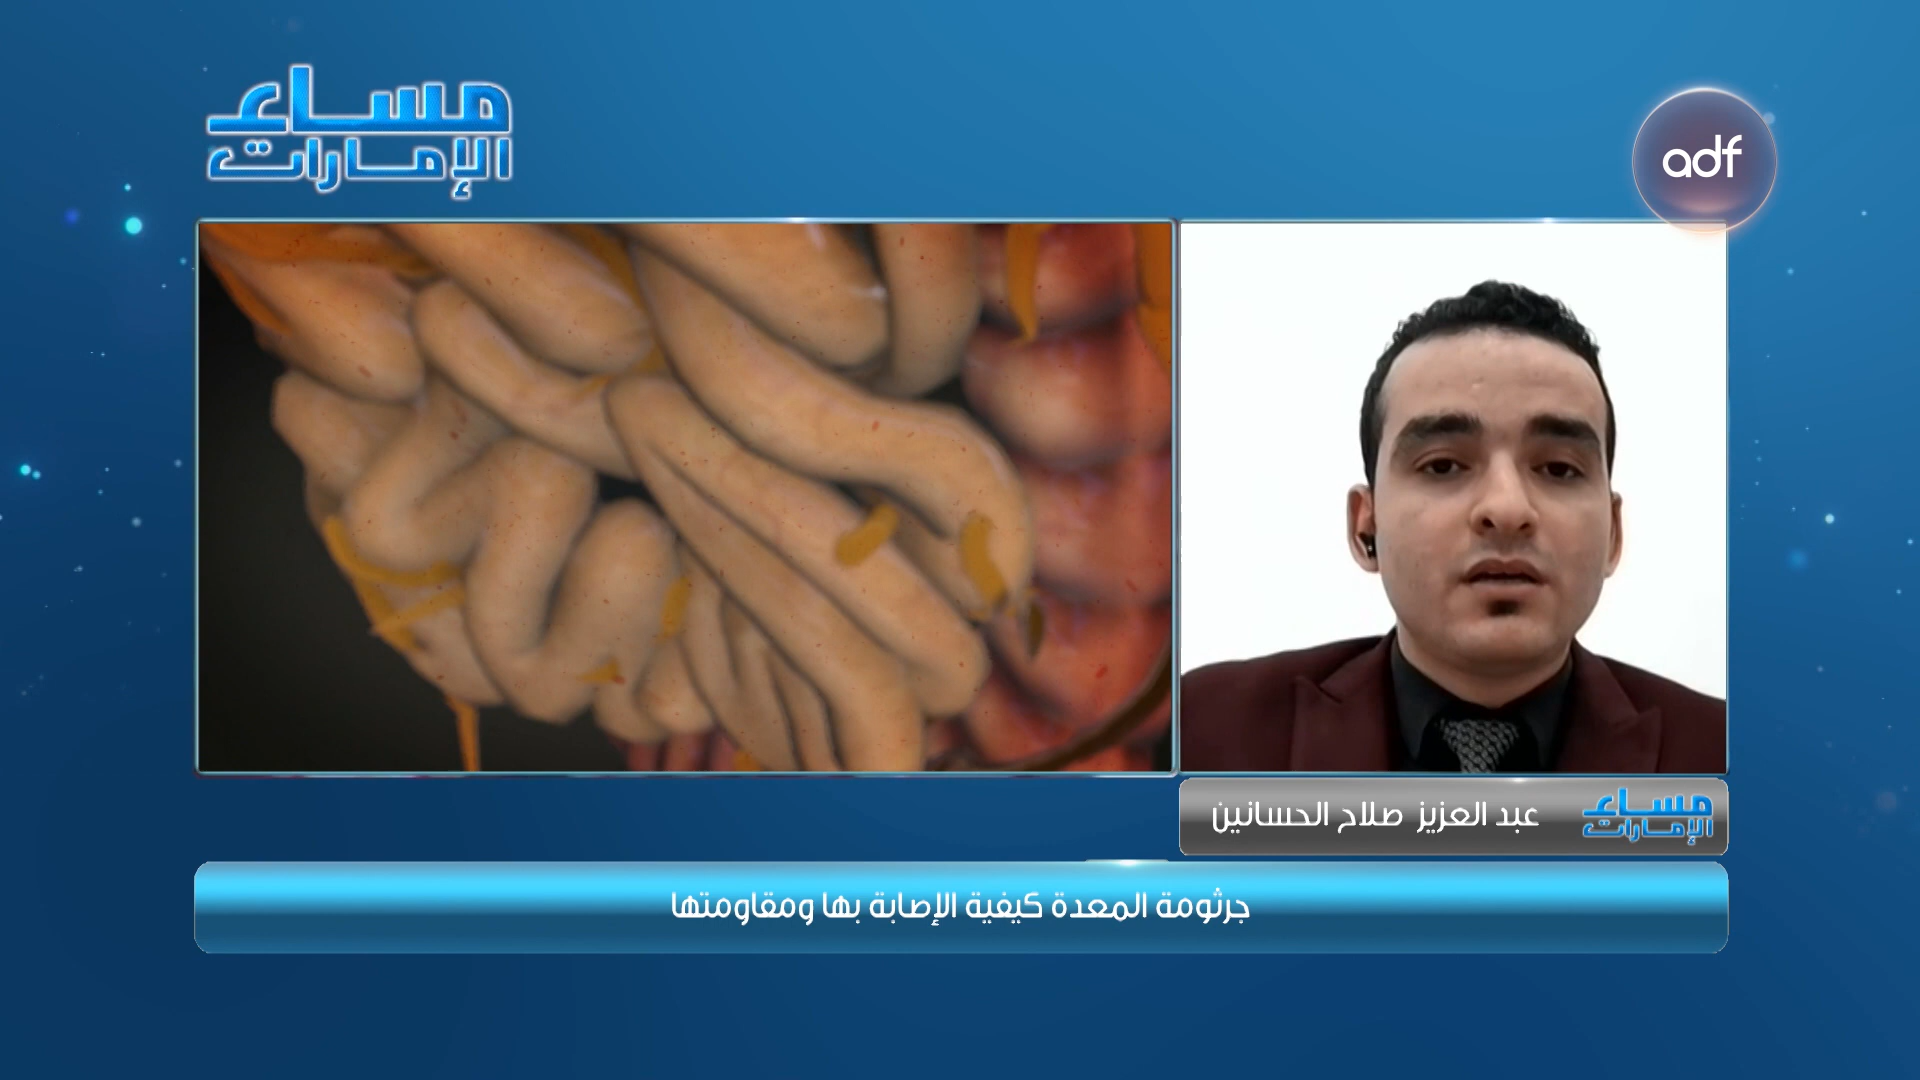 مساء
الإمارات
adf
عبد العزيز صلاح الحسانين
مساء
الإمارات
جرثومة المعدة كيفية الإصابة بها ومقاومتها